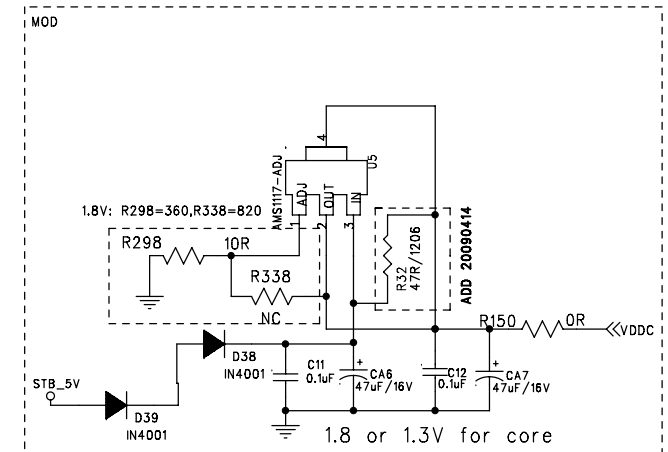 MOD
4
AMS1117-ADJ
ADJ
OUT
IN
U5
1
2
3
1.8V: R298=360,R338=820
R298
10R
R338
NC
R32
47R/1206
ADD 20090414
R150
0R
VDDC
D38
IN4001
C11
0.1uF
CA6
47uF/16V
C12
0.1uF
CA7
47uF/16V
STB_5V
D39
IN4001
1.8 or 1.3V for core